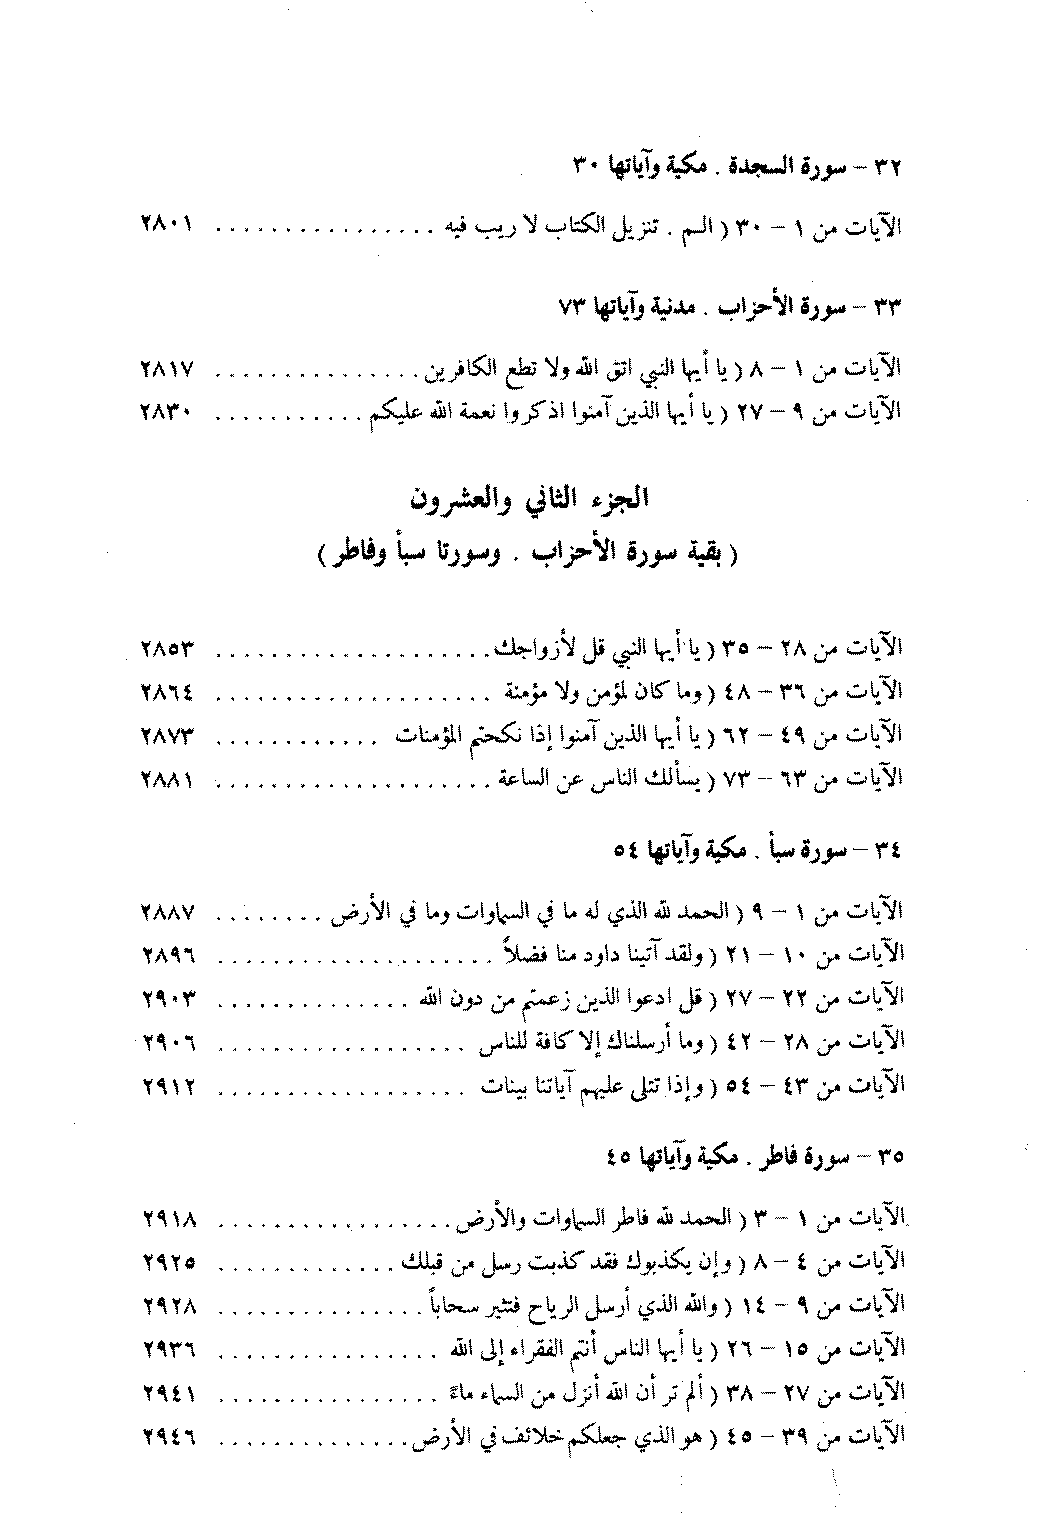 ٣٢ – سورة السجدة . مكية وآياتها ٣٠
الآيات من ١ – ٣٠ ( الـم . تنزيل الكتاب لا ريب فيه . . . . . . . . . . . . . . . . ٢٨٠١
٣٣ – سورة الأحزاب . مدنية وآياتها ٧٣
الآيات من ١ – ٨ ( يا أيها النبي اتق الله ولا تطع الكافرين . . . . . . . . . . . . . . . ٢٨١٧
الآيات من ٩ – ٢٧ ( يا أيها الذين آمنوا اذكروا نعمة الله عليكم . . . . . . . . . . . ٢٨٣٠
الجزء الثاني والعشرون
( بقية سورة الأحزاب . وسورتا سبأ وفاطر )
الآيات من ٢٨ – ٣٥ ( يا أيها النبي قل لأزواجك . . . . . . . . . . . . . . . . . . . . ٢٨٥٣
الآيات من ٣٦ – ٤٨ ( وما كان لمؤمن ولا مؤمنة . . . . . . . . . . . . . . . . . . . . ٢٨٦٤
الآيات من ٤٩ – ٦٢ ( يا أيها الذين آمنوا إذا نكحتم المؤمنات . . . . . . . . . . . . ٢٨٧٣
الآيات من ٦٣ – ٧٣ ( يسألك الناس عن الساعة . . . . . . . . . . . . . . . . . . . . ٢٨٨١
٣٤ – سورة سبأ . مكية وآياتها ٥٤
الآيات من ١ – ٩ ( الحمد لله الذي له ما في السماوات وما في الأرض . . . . . . . . ٢٨٨٧
الآيات من ١٠ – ٢١ ( ولقد آتينا داود منا فضلاً . . . . . . . . . . . . . . . . . . . . ٢٨٩٦
الآيات من ٢٢ – ٢٧ ( قل ادعوا الذين زعمتم من دون الله . . . . . . . . . . . . . . ٢٩٠٣
الآيات من ٢٨ – ٤٢ ( وما أرسلناك إلا كافة للناس . . . . . . . . . . . . . . . . . . ٢٩٠٦
الآيات من ٤٣ – ٥٤ ( وإذا تتلى عليهم آياتنا بينات . . . . . . . . . . . . . . . . . . ٢٩١٢
٣٥ – سورة فاطر . مكية وآياتها ٤٥
الآيات من ١ – ٣ ( الحمد لله فاطر السماوات والأرض . . . . . . . . . . . . . . . . . ٢٩١٨
الآيات من ٤ – ٨ ( وإن يكذبوك فقد كذبت رسل من قبلك . . . . . . . . . . . . . ٢٩٢٥
الآيات من ٩ – ١٤ ( والله الذي أرسل الرياح فتثير سحاباً . . . . . . . . . . . . . . . ٢٩٢٨
الآيات من ١٥ – ٢٦ ( يا أيها الناس أنتم الفقراء إلى الله . . . . . . . . . . . . . . . . ٢٩٣٦
الآيات من ٢٧ – ٣٨ ( ألم تر أن الله أنزل من السماء ماءً . . . . . . . . . . . . . . . . ٢٩٤١
الآيات من ٣٩ – ٤٥ ( هو الذي جعلكم خلائف في الأرض . . . . . . . . . . . . . . ٢٩٤٦